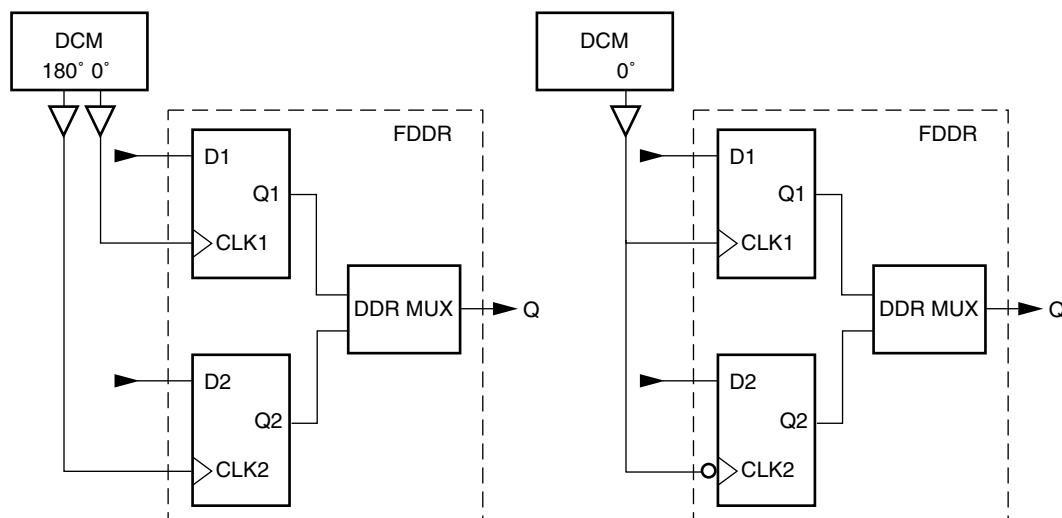 DCM
180° 0°
FDDR
D1
Q1
CLK1
DDR MUX
Q
D2
Q2
CLK2
DCM
0°
FDDR
D1
Q1
CLK1
DDR MUX
Q
D2
Q2
CLK2